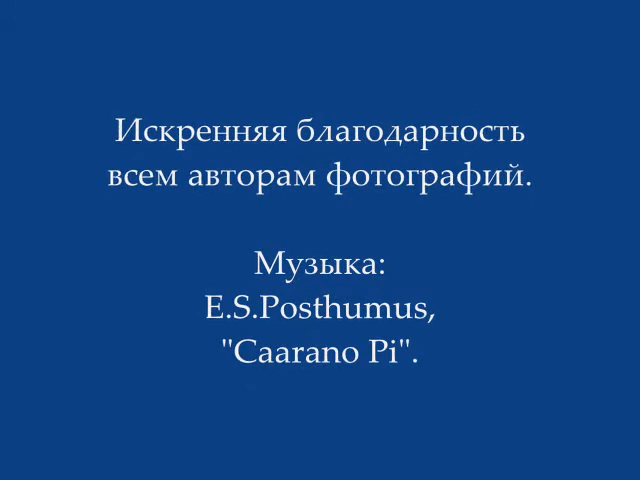 Искренняя благодарность
всем авторам фотографий.
Музыка:
E.S.Posthumus,
"Caarano Pi".